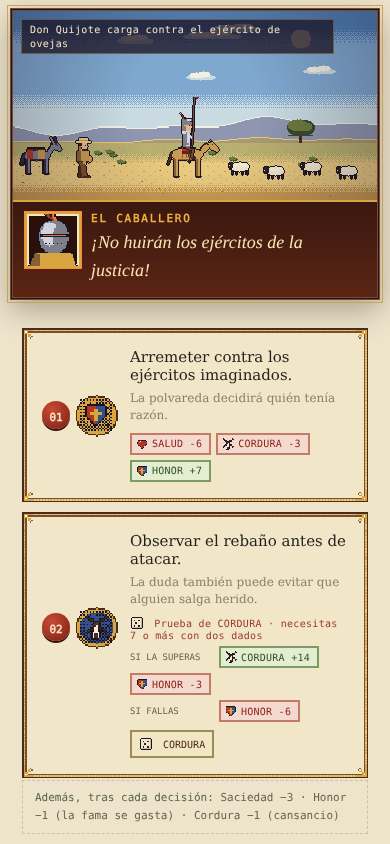 Don Quijote carga contra el ejército de
ovejas
EL CABALLERO
¡No huirán los ejércitos de la
justicia!
01
Arremeter contra los
ejércitos imaginados.
La polvareda decidirá quién tenía
razón.
SALUD -6 CORDURA -3
HONOR +7
02
Observar el rebaño antes de
atacar.
La duda también puede evitar que
alguien salga herido.
Prueba de CORDURA · necesitas
7 o más con dos dados
SI LA SUPERAS CORDURA +14
HONOR -3
SI FALLAS HONOR -6
CORDURA
Además, tras cada decisión: Saciedad −3 · Honor
−1 (la fama se gasta) · Cordura −1 (cansancio)